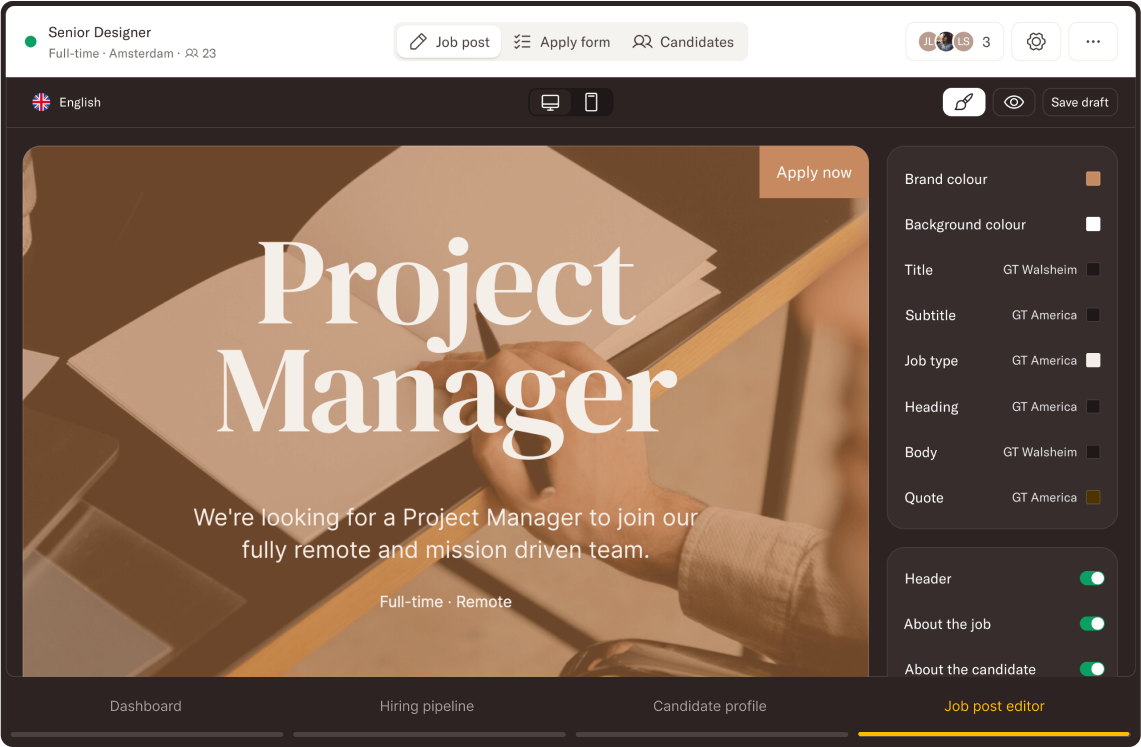 Senior Designer
Full-time · Amsterdam · 23
Job post
Apply form
Candidates
JL
LS
3
English
Save draft
Apply now
Project
Manager
We're looking for a Project Manager to join our
fully remote and mission driven team.
Full-time · Remote
Brand colour
Background colour
Title GT Walsheim
Subtitle GT America
Job type GT America
Heading GT America
Body GT Walsheim
Quote GT America
Header
About the job
About the candidate
Dashboard
Hiring pipeline
Candidate profile
Job post editor